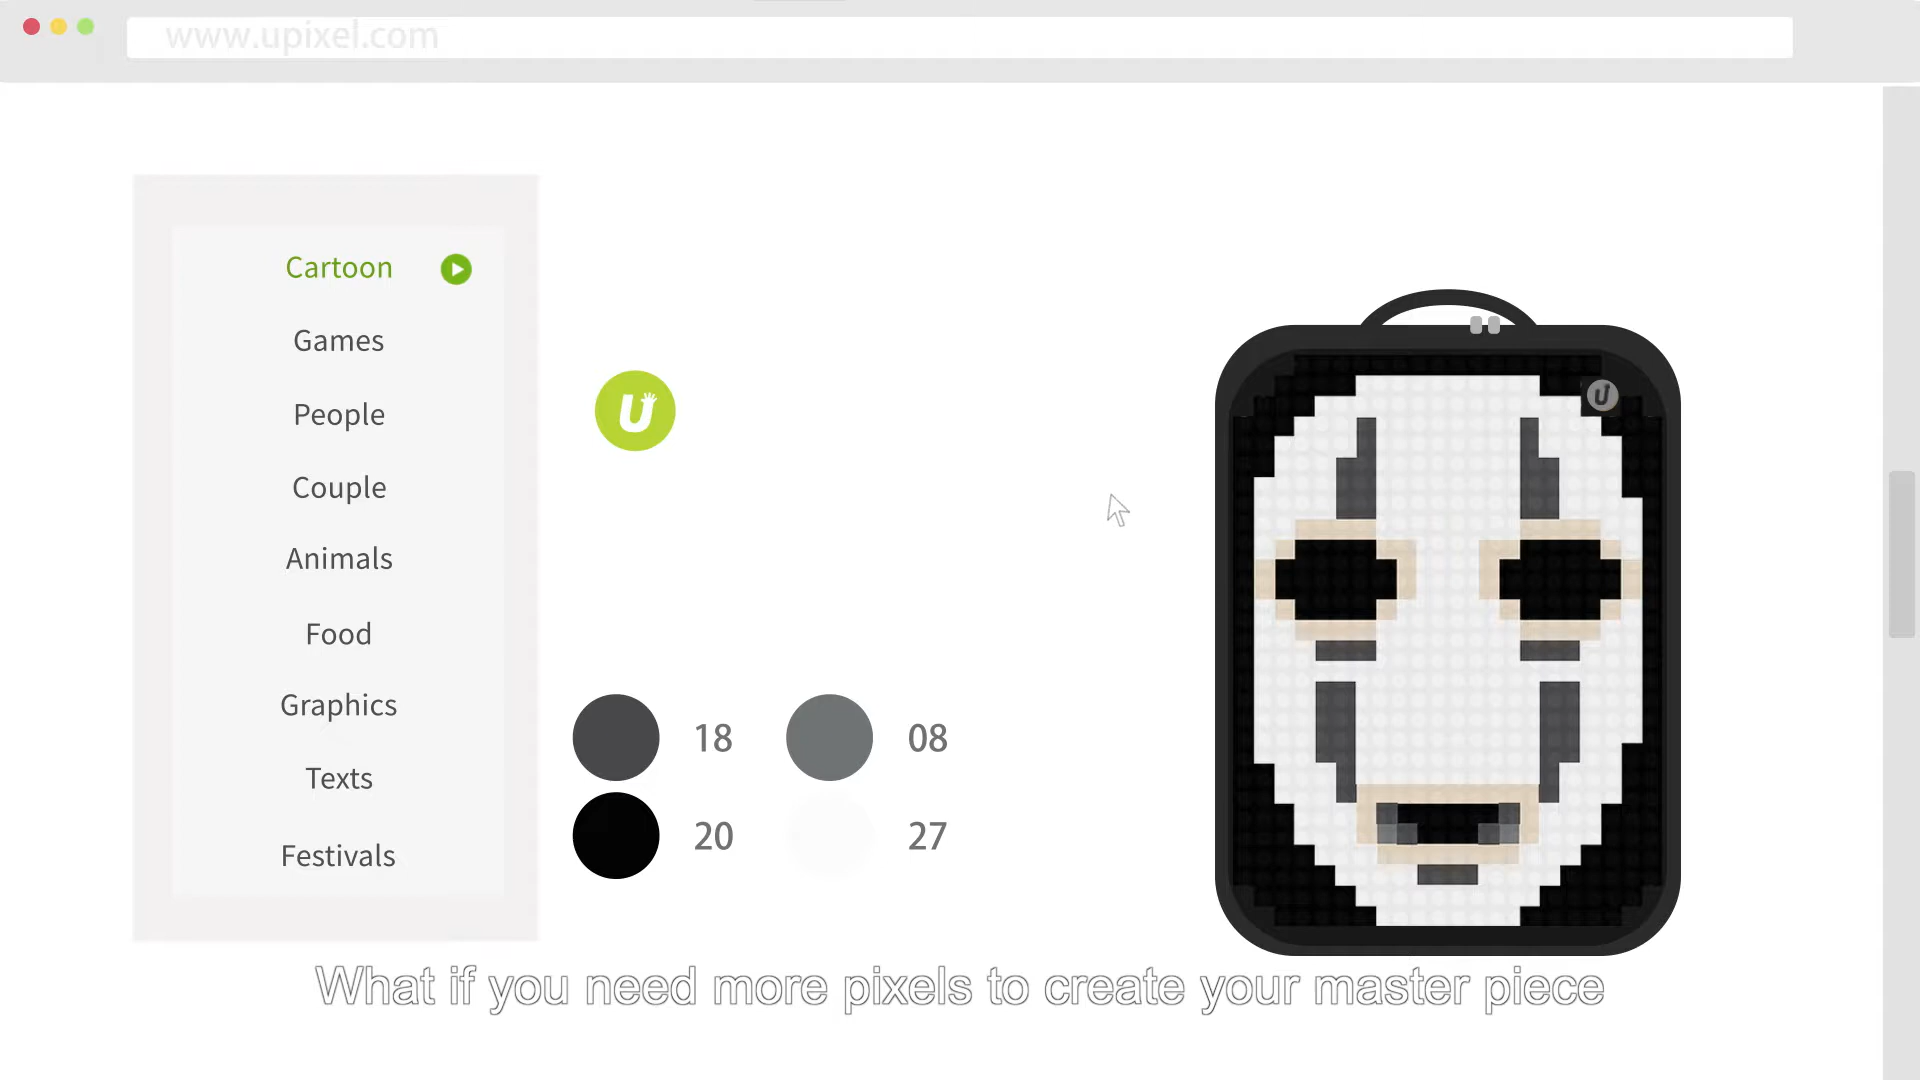 www.upixel.com
Cartoon
Games
People
Couple
Animals
Food
Graphics
Texts
Festivals
U
18
08
20
27
U
What if you need more pixels to create your master piece